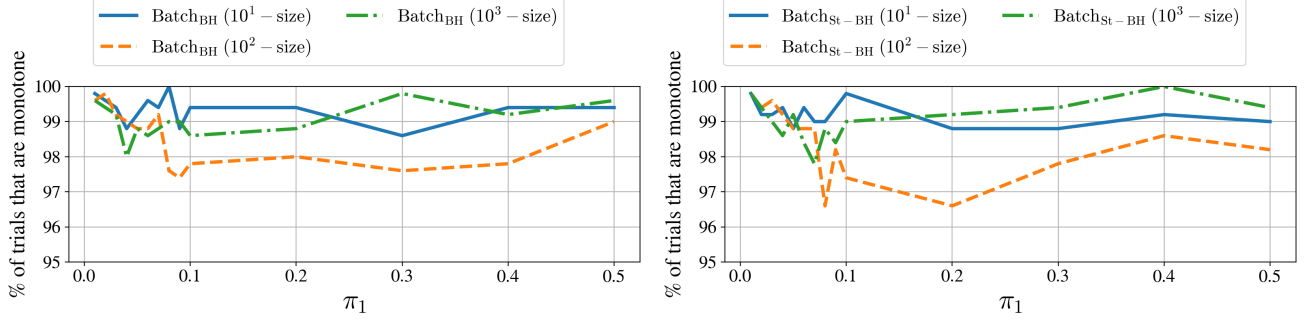 Batch_BH (10^1 − size)
Batch_BH (10^3 − size)
Batch_BH (10^2 − size)
% of trials that are monotone
100
99
98
97
96
95
0.0
0.1
0.2
0.3
0.4
0.5
π_1
Batch_St−BH (10^1 − size)
Batch_St−BH (10^3 − size)
Batch_St−BH (10^2 − size)
% of trials that are monotone
100
99
98
97
96
95
0.0
0.1
0.2
0.3
0.4
0.5
π_1